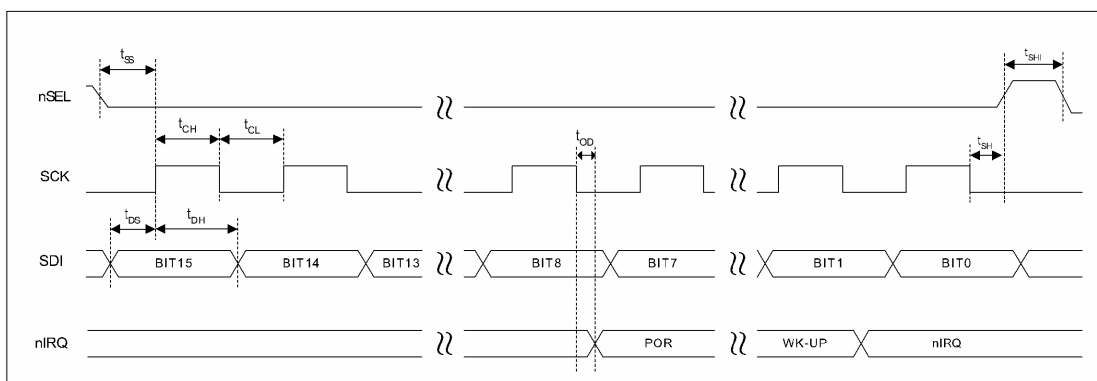 tSS
tSHI
nSEL
tCH
tCL
tOD
tSH
SCK
tDS
tDH
SDI
BIT15
BIT14
BIT13
BIT8
BIT7
BIT1
BIT0
nIRQ
POR
WK-UP
nIRQ